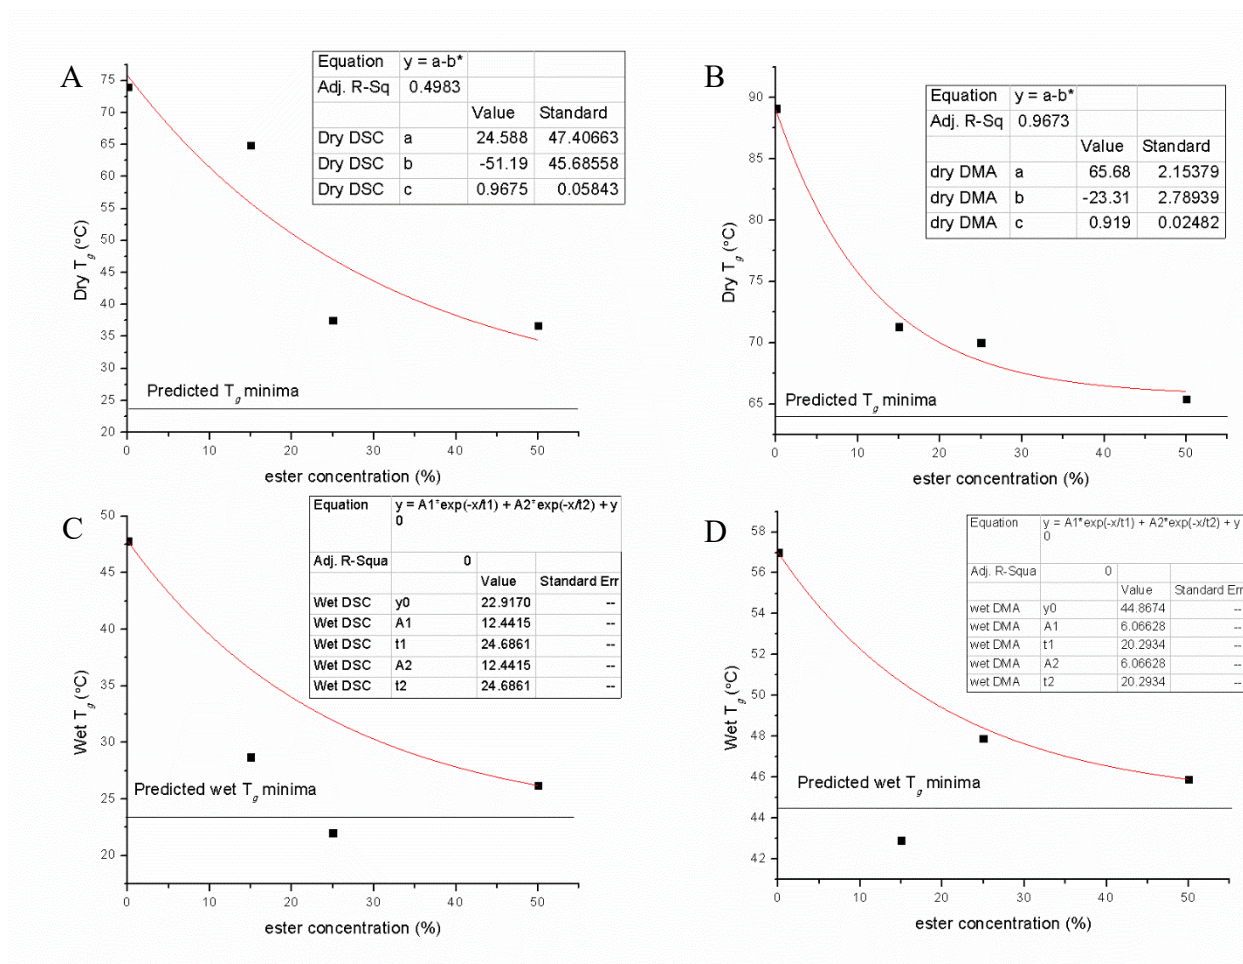 A
Equation y = a-b*
Adj. R-Sq 0.4983
Value Standard
Dry DSC a 24.588 47.40663
Dry DSC b -51.19 45.68558
Dry DSC c 0.9675 0.05843
75
70
65
60
55
50
45
40
35
30
25
20
Dry Tg (°C)
Predicted Tg minima
0 10 20 30 40 50
ester concentration (%)
B
Equation y = a-b*
Adj. R-Sq 0.9673
Value Standard
dry DMA a 65.68 2.15379
dry DMA b -23.31 2.78939
dry DMA c 0.919 0.02482
90
85
80
75
70
65
Dry Tg (°C)
Predicted Tg minima
0 10 20 30 40 50
ester concentration (%)
C
Equation y = A1*exp(-x/t1) + A2*exp(-x/t2) + y
0
Adj. R-Squa 0
Value Standard Err
Wet DSC y0 22.9170 --
Wet DSC A1 12.4415 --
Wet DSC t1 24.6861 --
Wet DSC A2 12.4415 --
Wet DSC t2 24.6861 --
50
45
40
35
30
25
20
Wet Tg (°C)
Predicted wet Tg minima
0 10 20 30 40 50
ester concentration (%)
D
Equation y = A1*exp(-x/t1) + A2*exp(-x/t2) + y
0
Adj. R-Squa 0
Value Standard Err
wet DMA y0 44.8674 --
wet DMA A1 6.06628 --
wet DMA t1 20.2934 --
wet DMA A2 6.06628 --
wet DMA t2 20.2934 --
58
56
54
52
50
48
46
44
42
Wet Tg (°C)
Predicted wet Tg minima
0 10 20 30 40 50
ester concentration (%)